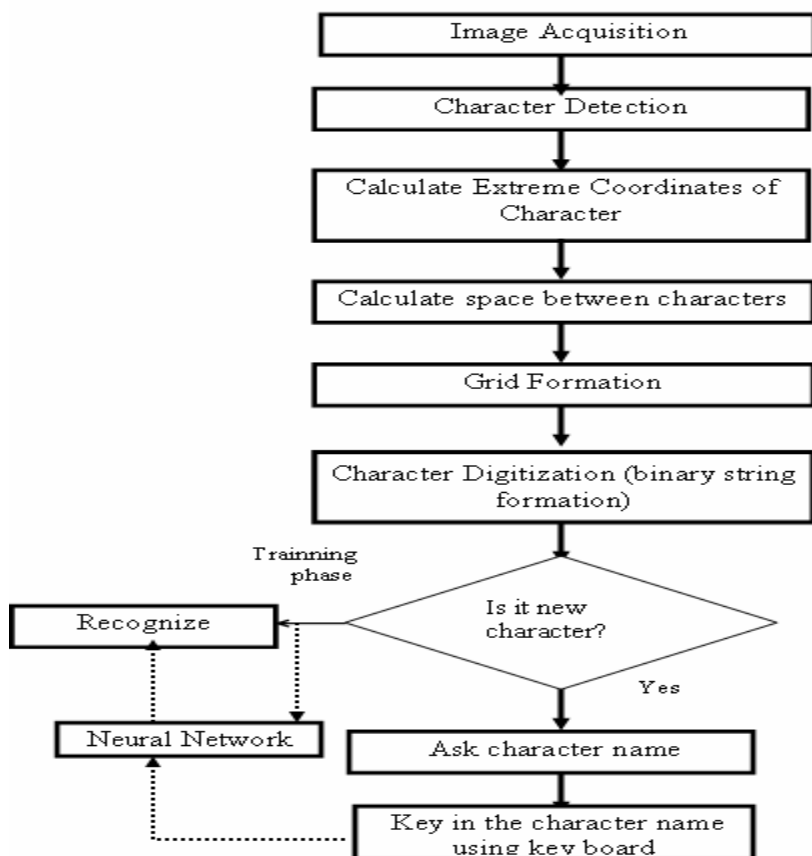 Image Acquisition
Character Detection
Calculate Extreme Coordinates of
Character
Calculate space between characters
Grid Formation
Character Digitization (binary string
formation)
Trainning
phase
Is it new
character?
Recognize
Yes
Neural Network
Ask character name
Key in the character name
using key board